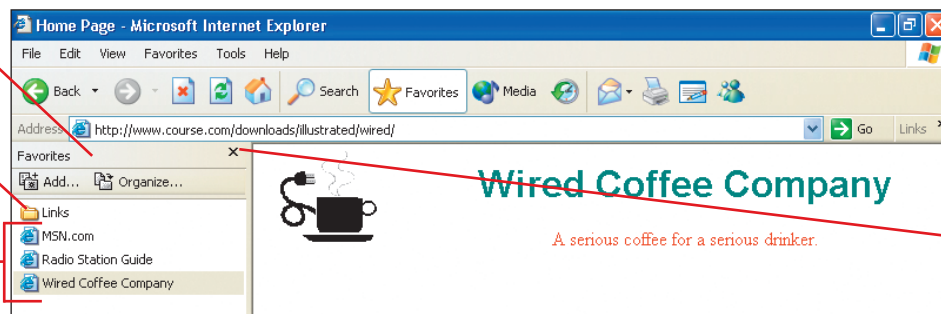 Home Page - Microsoft Internet Explorer
File Edit View Favorites Tools Help
Back Search Favorites Media
Address http://www.course.com/downloads/illustrated/wired/ Go Links
Favorites
Add... Organize...
Links
MSN.com
Radio Station Guide
Wired Coffee Company
Wired Coffee Company
A serious coffee for a serious drinker.